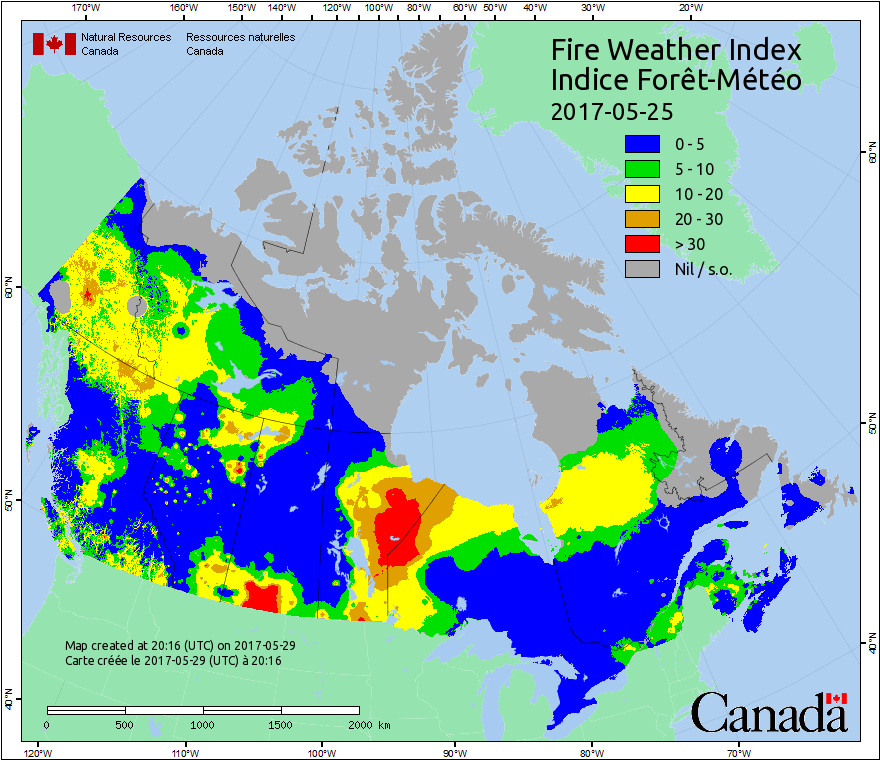 170°W 160°W 150°W 140°W 130°W 120°W 110°W 100°W 90°W 80°W 70°W 60°W 50°W 40°W 30°W 20°W
Natural Resources Ressources naturelles
Canada Canada
Fire Weather Index
Indice Forêt-Météo
2017-05-25
0 - 5
5 - 10
10 - 20
20 - 30
> 30
Nil / s.o.
60°N
60°N
50°N
50°N
40°N
40°N
Map created at 20:16 (UTC) on 2017-05-29
Carte créée le 2017-05-29 (UTC) à 20:16
0 500 1000 1500 2000 km
Canada
120°W 110°W 100°W 90°W 80°W 70°W